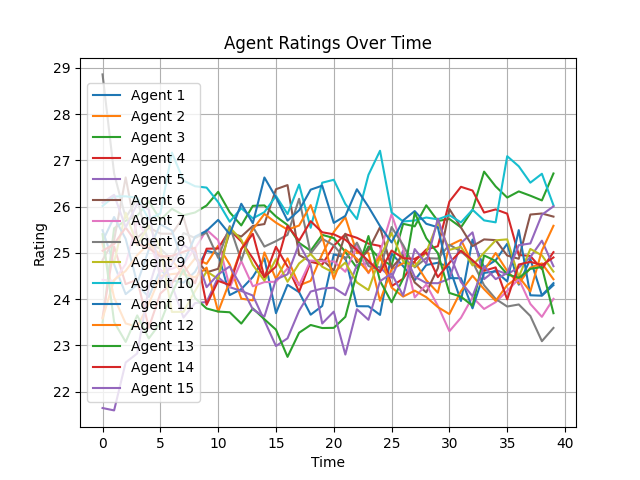 Agent Ratings Over Time
29
28
27
26
25
24
23
22
Rating
Agent 1
Agent 2
Agent 3
Agent 4
Agent 5
Agent 6
Agent 7
Agent 8
Agent 9
Agent 10
Agent 11
Agent 12
Agent 13
Agent 14
Agent 15
0 5 10 15 20 25 30 35 40
Time